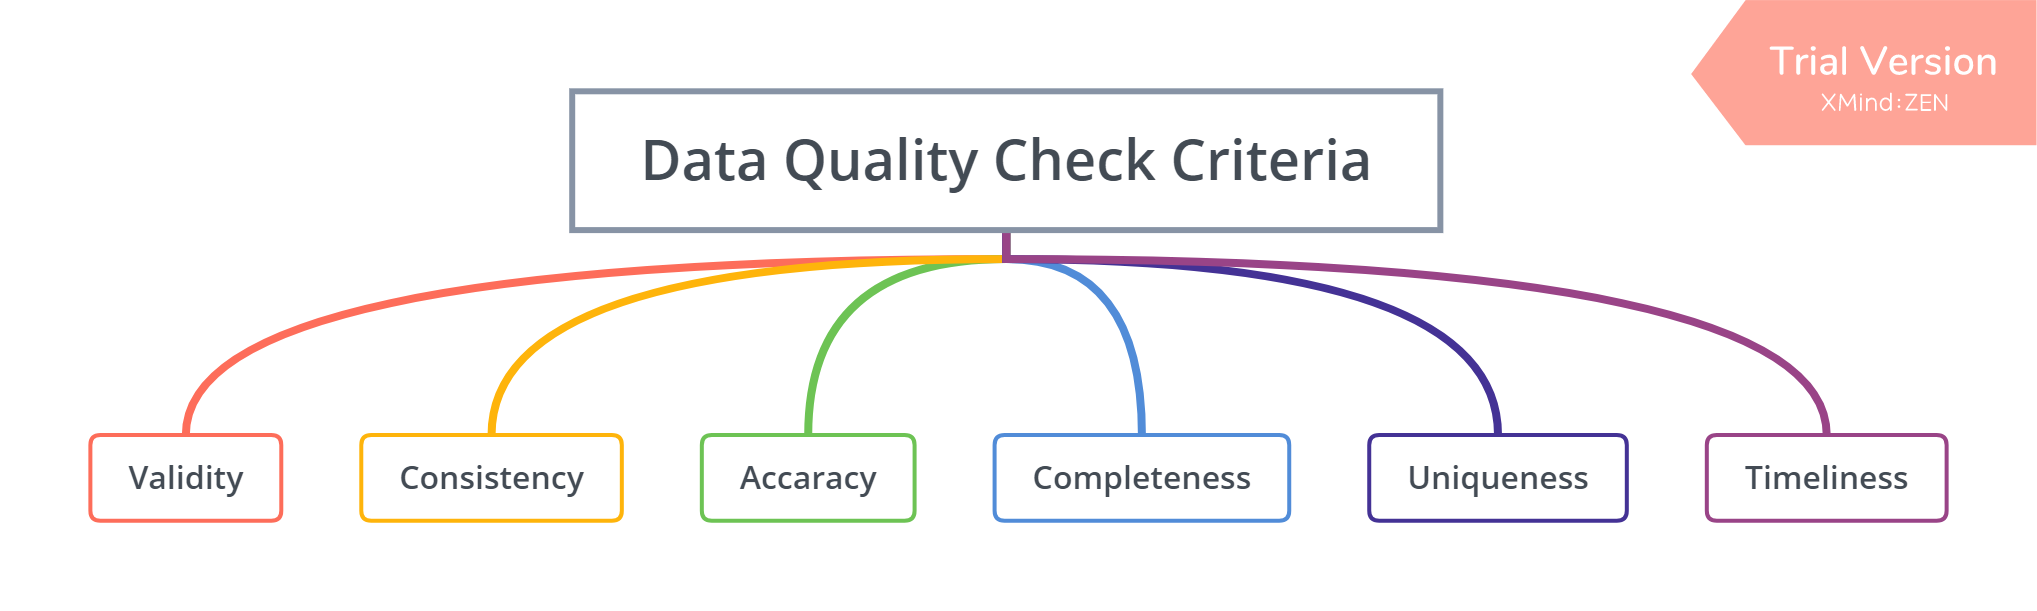 Trial Version
XMind:ZEN
Data Quality Check Criteria
Validity
Consistency
Accaracy
Completeness
Uniqueness
Timeliness